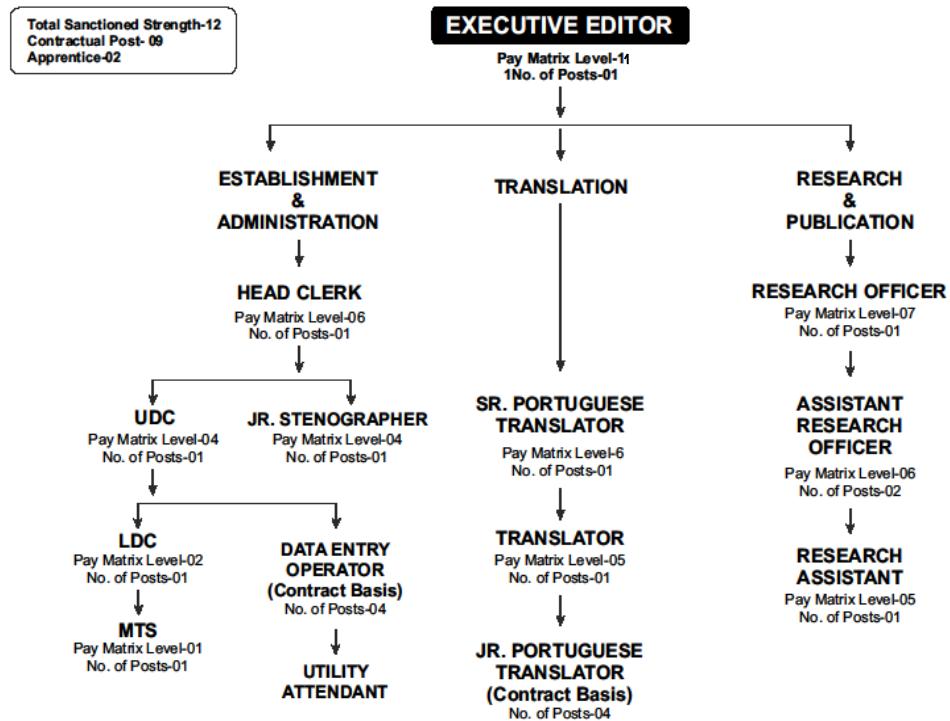 Total Sanctioned Strength-12
Contractual Post- 09
Apprentice-02
EXECUTIVE EDITOR
Pay Matrix Level-11
1No. of Posts-01
ESTABLISHMENT
&
ADMINISTRATION
HEAD CLERK
Pay Matrix Level-06
No. of Posts-01
UDC
Pay Matrix Level-04
No. of Posts-01
JR. STENOGRAPHER
Pay Matrix Level-04
No. of Posts-01
LDC
Pay Matrix Level-02
No. of Posts-01
MTS
Pay Matrix Level-01
No. of Posts-01
DATA ENTRY
OPERATOR
(Contract Basis)
No. of Posts-04
UTILITY
ATTENDANT
TRANSLATION
SR. PORTUGUESE
TRANSLATOR
Pay Matrix Level-6
No. of Posts-01
TRANSLATOR
Pay Matrix Level-05
No. of Posts-01
JR. PORTUGUESE
TRANSLATOR
(Contract Basis)
No. of Posts-04
RESEARCH
&
PUBLICATION
RESEARCH OFFICER
Pay Matrix Level-07
No. of Posts-01
ASSISTANT
RESEARCH
OFFICER
Pay Matrix Level-06
No. of Posts-02
RESEARCH
ASSISTANT
Pay Matrix Level-05
No. of Posts-01